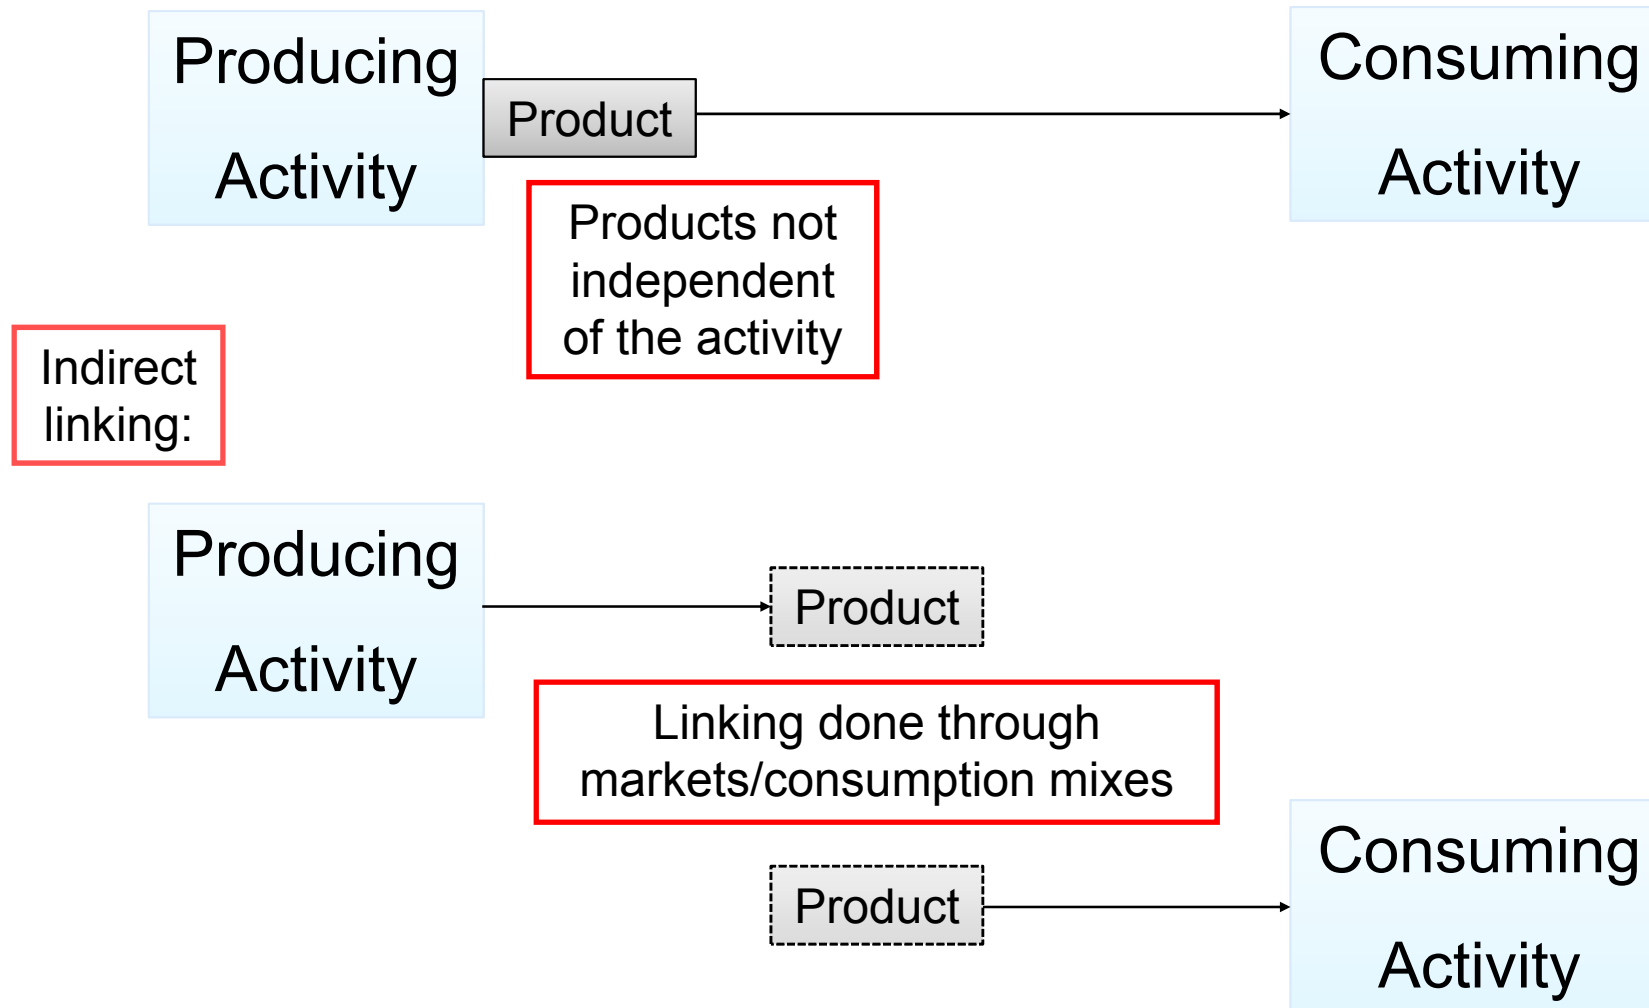 Producing
Activity
Product
Consuming
Activity
Products not
independent
of the activity
Indirect
linking:
Producing
Activity
Product
Linking done through
markets/consumption mixes
Product
Consuming
Activity